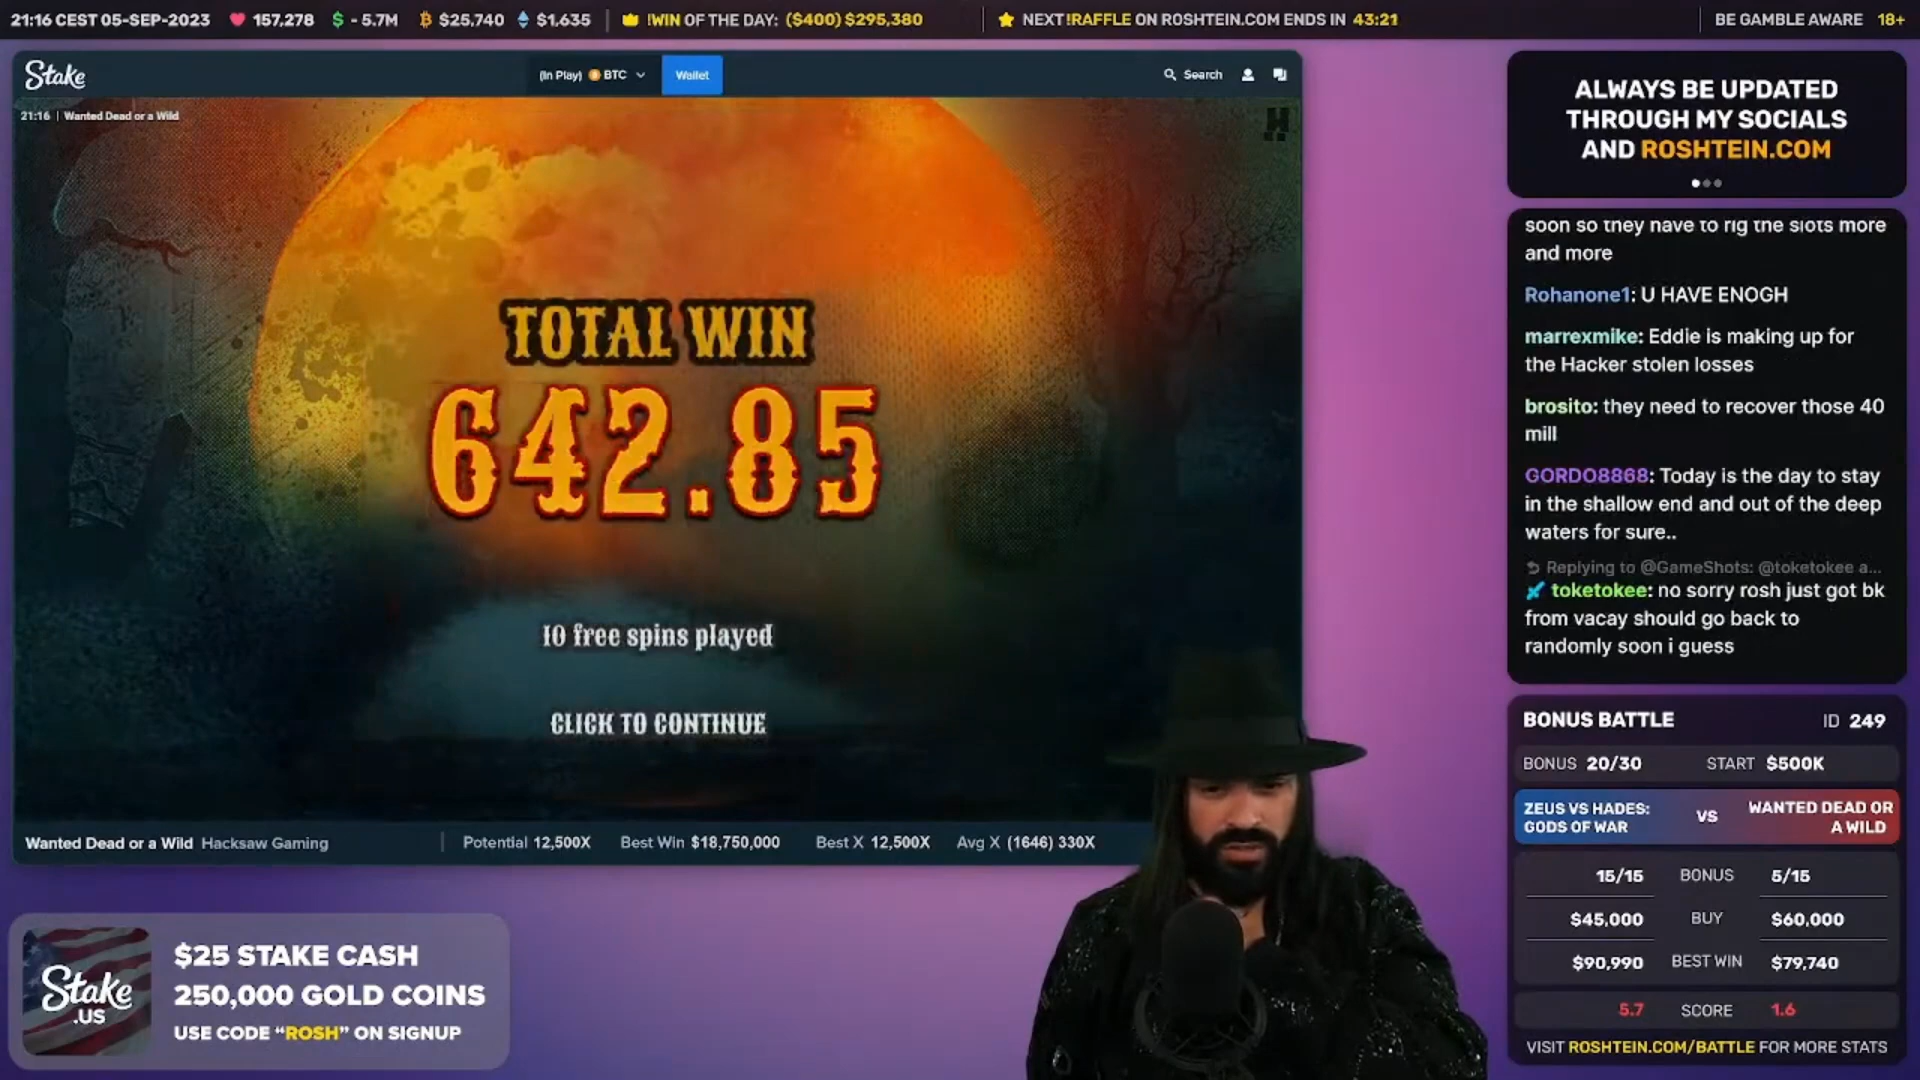 21:16 CEST 05-SEP-2023 157,278 $ - 5.7M $25,740 $1,635 !WIN OF THE DAY: ($400) $295,380 NEXT !RAFFLE ON ROSHTEIN.COM ENDS IN 43:21 BE GAMBLE AWARE 18+
Stake (In Play) BTC Wallet Search
21:16 | Wanted Dead or a Wild
TOTAL WIN
642.85
10 free spins played
CLICK TO CONTINUE
Wanted Dead or a Wild Hacksaw Gaming Potential 12,500X Best Win $18,750,000 Best X 12,500X Avg X (1646) 330X
Stake
.US
$25 STAKE CASH
250,000 GOLD COINS
USE CODE “ROSH” ON SIGNUP
ALWAYS BE UPDATED
THROUGH MY SOCIALS
AND ROSHTEIN.COM
soon so they have to rig the slots more
and more
Rohanone1: U HAVE ENOGH
marrexmike: Eddie is making up for
the Hacker stolen losses
brosito: they need to recover those 40
mill
GORDO8868: Today is the day to stay
in the shallow end and out of the deep
waters for sure..
Replying to @GameShots: @toketokee a...
toketokee: no sorry rosh just got bk
from vacay should go back to
randomly soon i guess
BONUS BATTLE ID 249
BONUS 20/30 START $500K
ZEUS VS HADES:
GODS OF WAR
VS
WANTED DEAD OR
A WILD
15/15 BONUS 5/15
$45,000 BUY $60,000
$90,990 BEST WIN $79,740
5.7 SCORE 1.6
VISIT ROSHTEIN.COM/BATTLE FOR MORE STATS